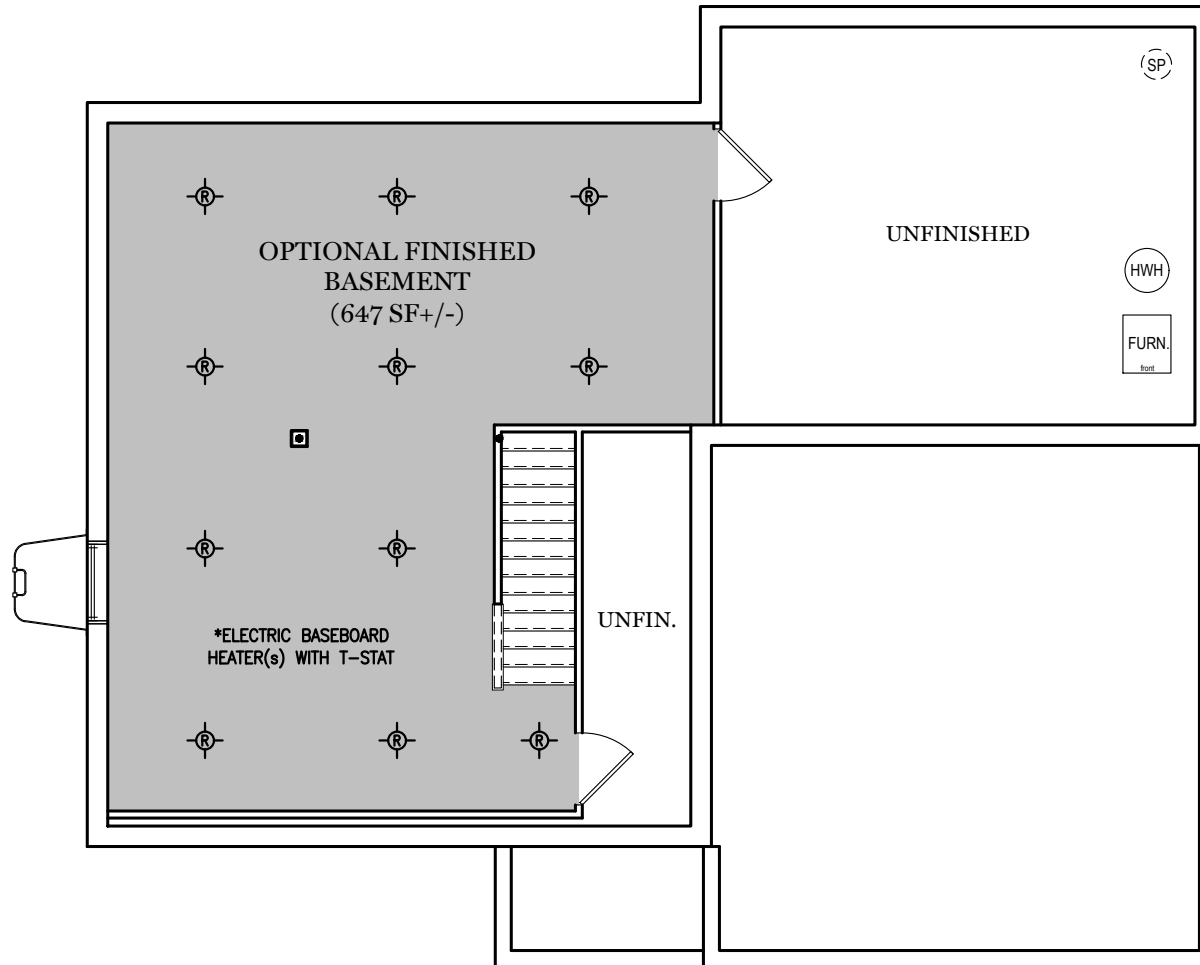 SP
R R R
OPTIONAL FINISHED
BASEMENT
(647 SF+/-)
UNFINISHED
HWH
FURN.
front
R R R
R R
UNFIN.
*ELECTRIC BASEBOARD
HEATER(s) WITH T-STAT
R R R